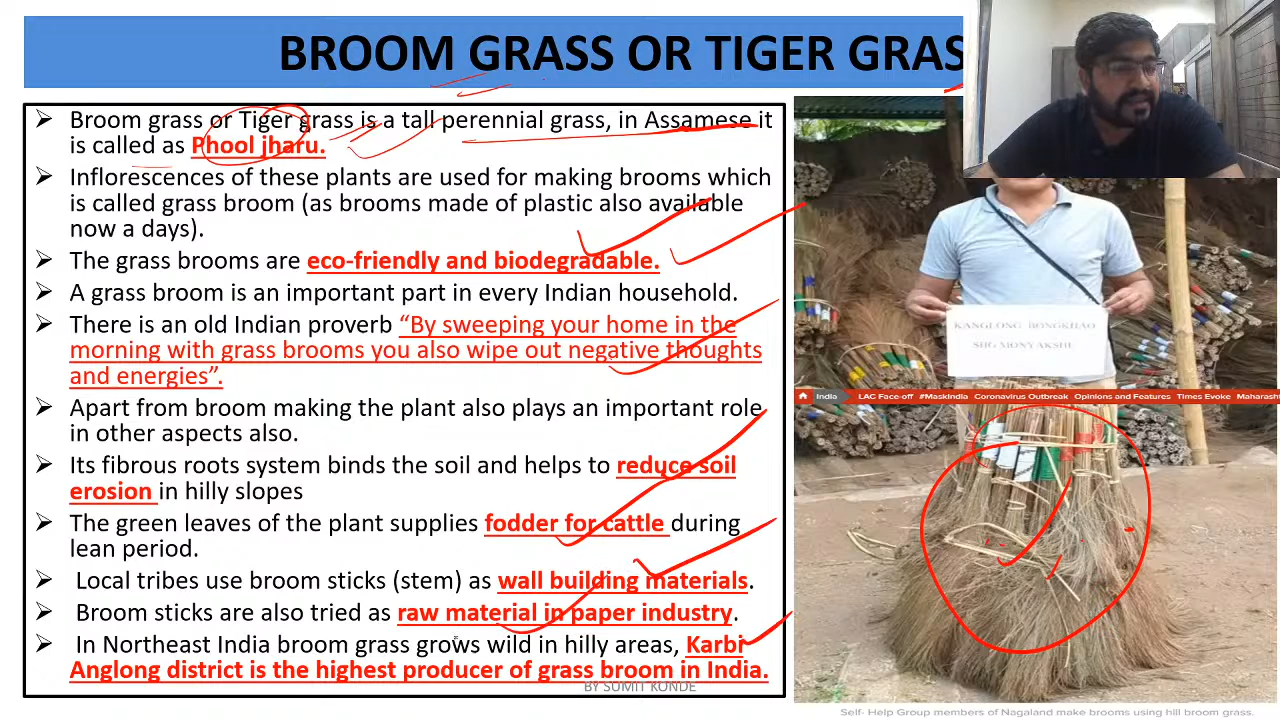 BROOM GRASS OR TIGER GRAS
➢ Broom grass or Tiger grass is a tall perennial grass, in Assamese it
is called as Phool jharu.
➢ Inflorescences of these plants are used for making brooms which
is called grass broom (as brooms made of plastic also available
now a days).
➢ The grass brooms are eco-friendly and biodegradable.
➢ A grass broom is an important part in every Indian household.
➢ There is an old Indian proverb “By sweeping your home in the
morning with grass brooms you also wipe out negative thoughts
and energies”.
➢ Apart from broom making the plant also plays an important role
in other aspects also.
➢ Its fibrous roots system binds the soil and helps to reduce soil
erosion in hilly slopes
➢ The green leaves of the plant supplies fodder for cattle during
lean period.
➢ Local tribes use broom sticks (stem) as wall building materials.
➢ Broom sticks are also tried as raw material in paper industry.
➢ In Northeast India broom grass grows wild in hilly areas, Karbi
Anglong district is the highest producer of grass broom in India.
BY SUMIT KONDE
KANGLONG BONGKHAO
SHG MONYAKSHU
India LAC Face-off #MaskIndia Coronavirus Outbreak Opinions and Features Times Evoke Maharasht
Self- Help Group members of Nagaland make brooms using hill broom grass.